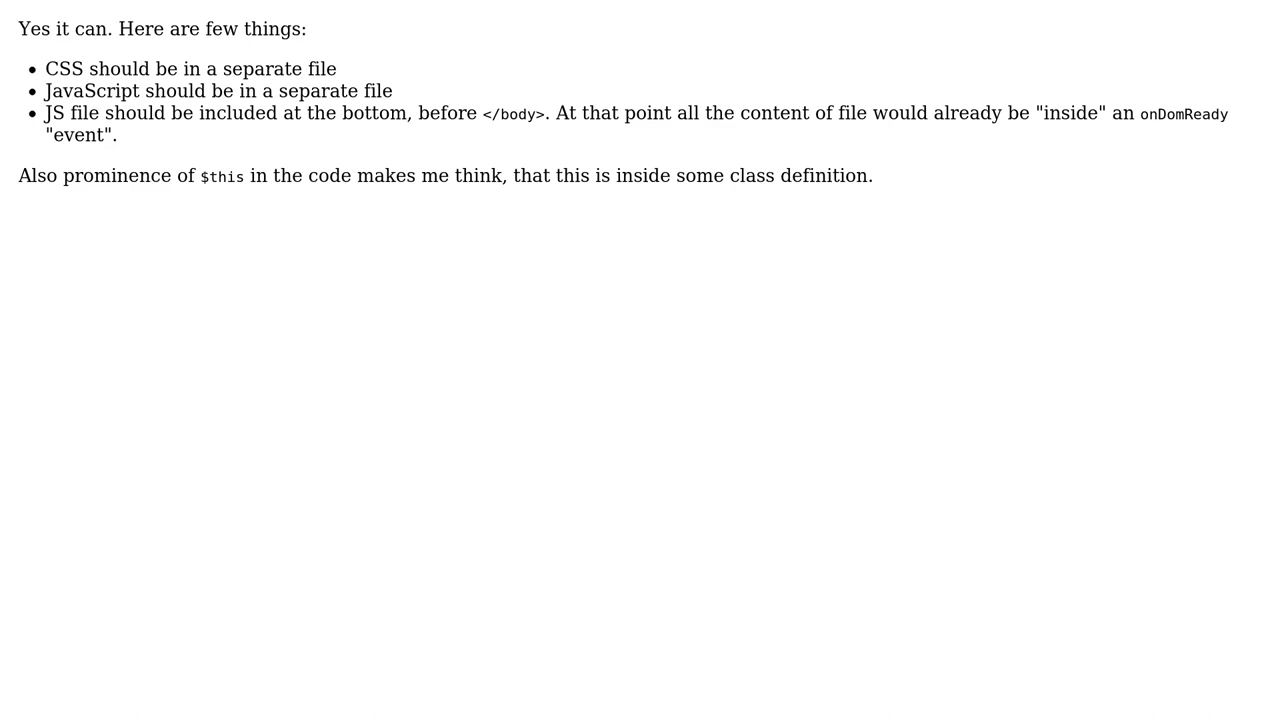 Yes it can. Here are few things:
• CSS should be in a separate file
• JavaScript should be in a separate file
• JS file should be included at the bottom, before </body>. At that point all the content of file would already be "inside" an onDomReady
"event".
Also prominence of $this in the code makes me think, that this is inside some class definition.